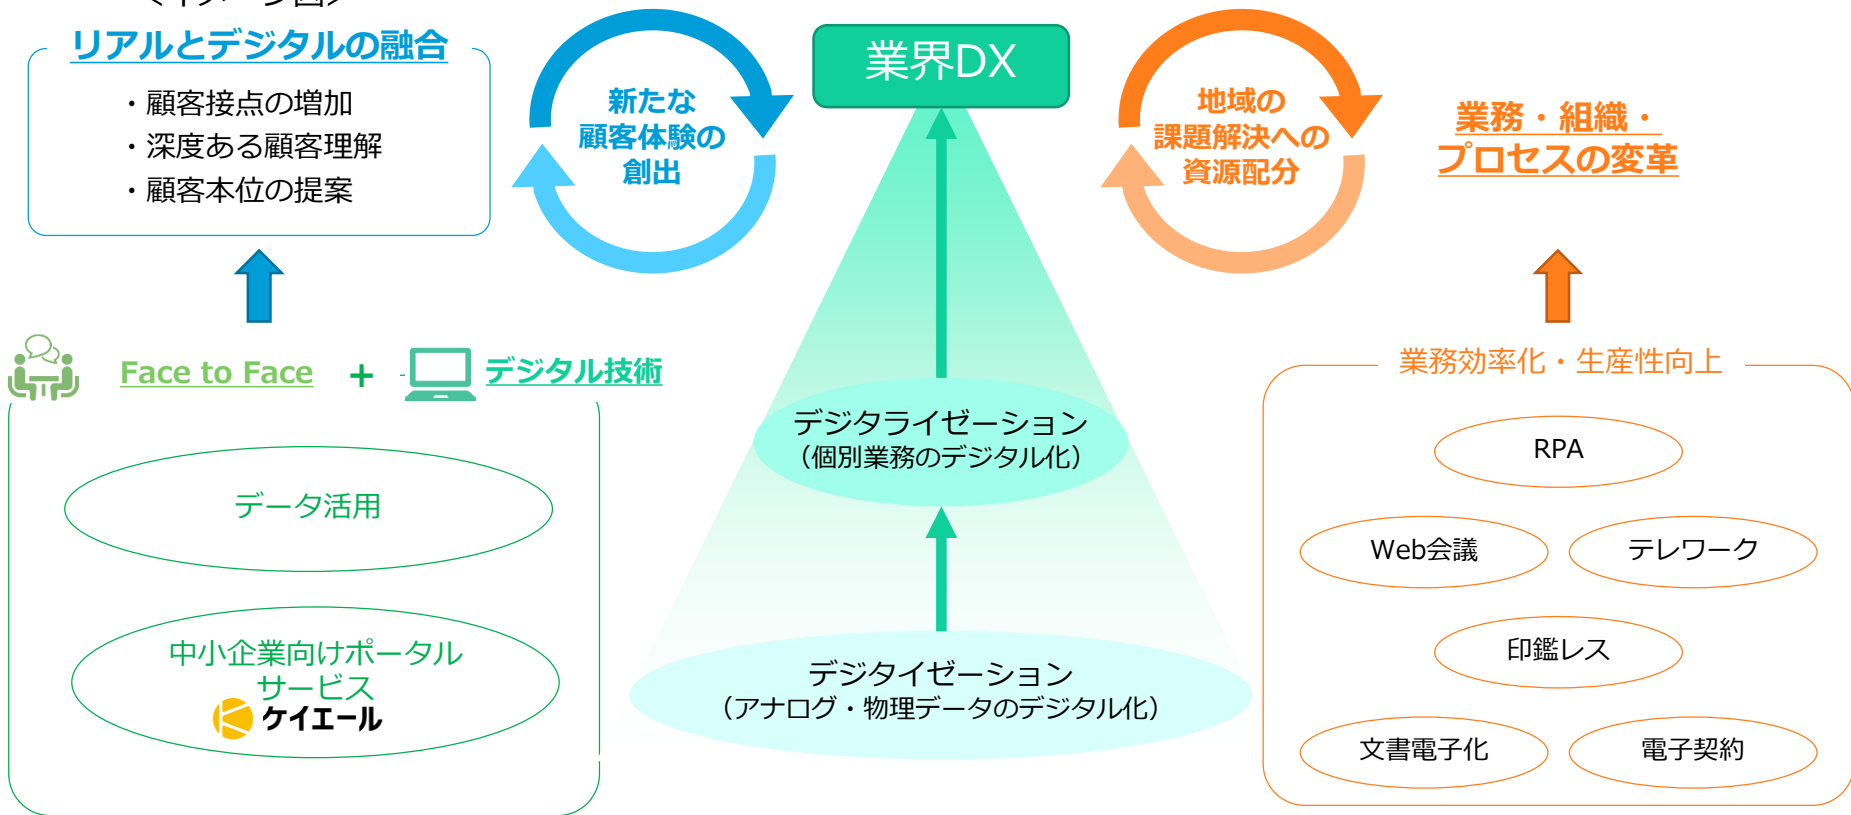 <イメージ図>
リアルとデジタルの融合
・顧客接点の増加
・深度ある顧客理解
・顧客本位の提案
新たな
顧客体験の
創出
業界DX
地域の
課題解決への
資源配分
業務・組織・
プロセスの変革
Face to Face + デジタル技術
データ活用
中小企業向けポータル
サービス
ケイエール
デジタライゼーション
（個別業務のデジタル化）
デジタイゼーション
（アナログ・物理データのデジタル化）
業務効率化・生産性向上
RPA
Web会議
テレワーク
印鑑レス
文書電子化
電子契約